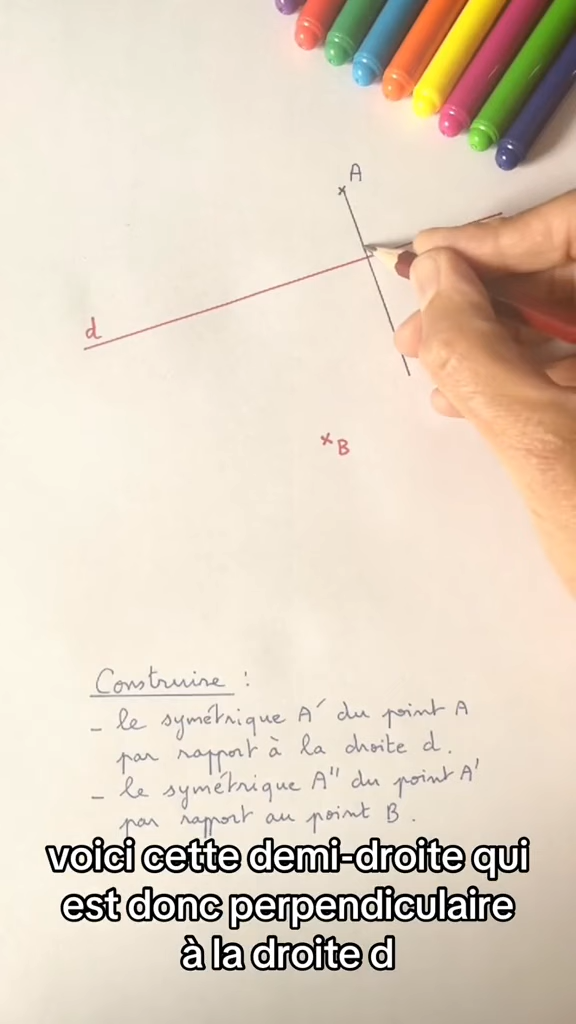 A
d
B
Construire :
- le symétrique A' du point A
par rapport à la droite d.
- le symétrique A" du point A'
par rapport au point B.
voici cette demi-droite qui
est donc perpendiculaire
à la droite d